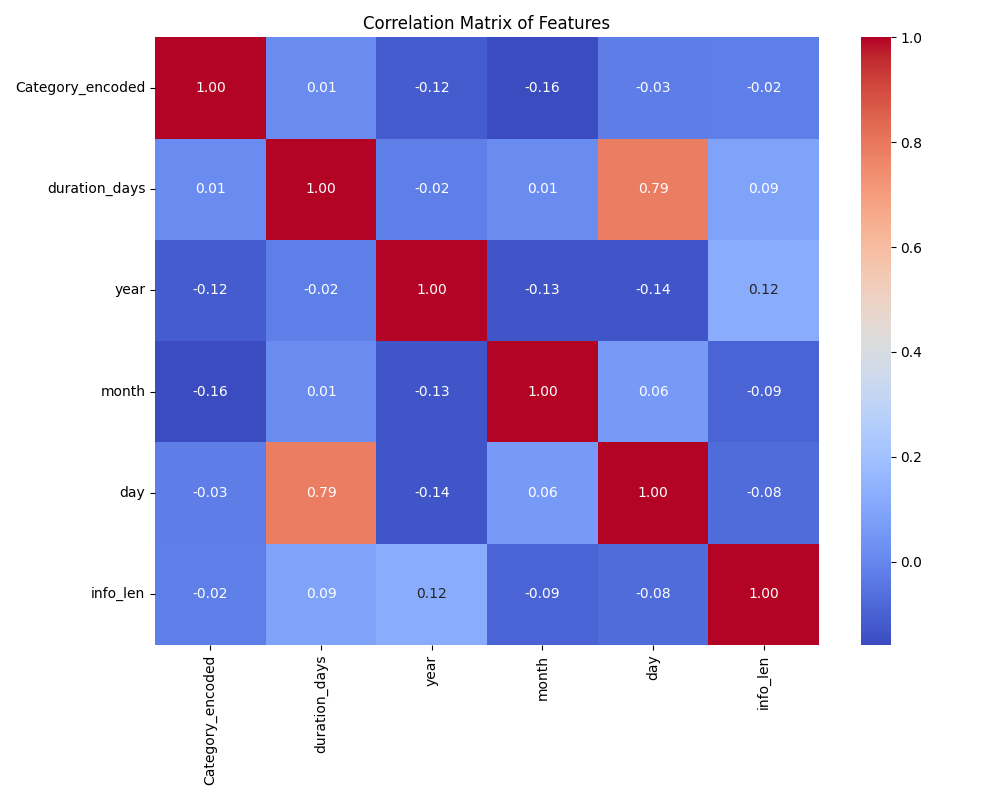 Correlation Matrix of Features
Category_encoded 1.00 0.01 -0.12 -0.16 -0.03 -0.02
duration_days 0.01 1.00 -0.02 0.01 0.79 0.09
year -0.12 -0.02 1.00 -0.13 -0.14 0.12
month -0.16 0.01 -0.13 1.00 0.06 -0.09
day -0.03 0.79 -0.14 0.06 1.00 -0.08
info_len -0.02 0.09 0.12 -0.09 -0.08 1.00
Category_encoded
duration_days
year
month
day
info_len
1.0
0.8
0.6
0.4
0.2
0.0